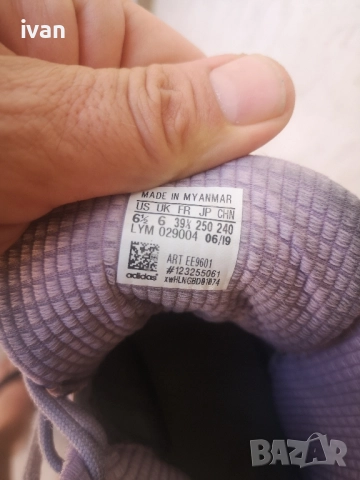 ivan
MADE IN MYANMAR
US UK FR JP CHN
6½ 6 39⅓ 250 240
LYM 029004 06/19
ART EE9601
#123255061
adidas
BAZAR